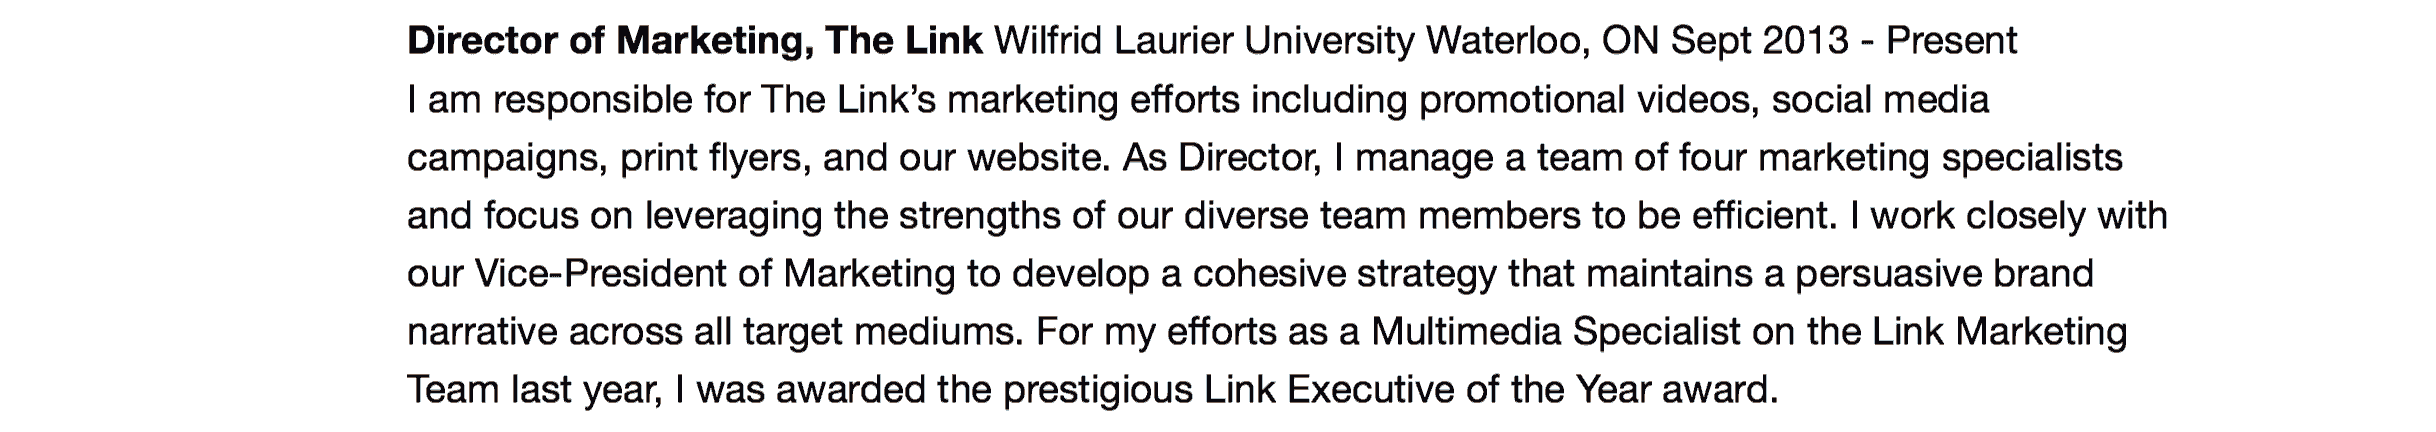 Director of Marketing, The Link Wilfrid Laurier University Waterloo, ON Sept 2013 - Present
I am responsible for The Link’s marketing efforts including promotional videos, social media
campaigns, print flyers, and our website. As Director, I manage a team of four marketing specialists
and focus on leveraging the strengths of our diverse team members to be efficient. I work closely with
our Vice-President of Marketing to develop a cohesive strategy that maintains a persuasive brand
narrative across all target mediums. For my efforts as a Multimedia Specialist on the Link Marketing
Team last year, I was awarded the prestigious Link Executive of the Year award.